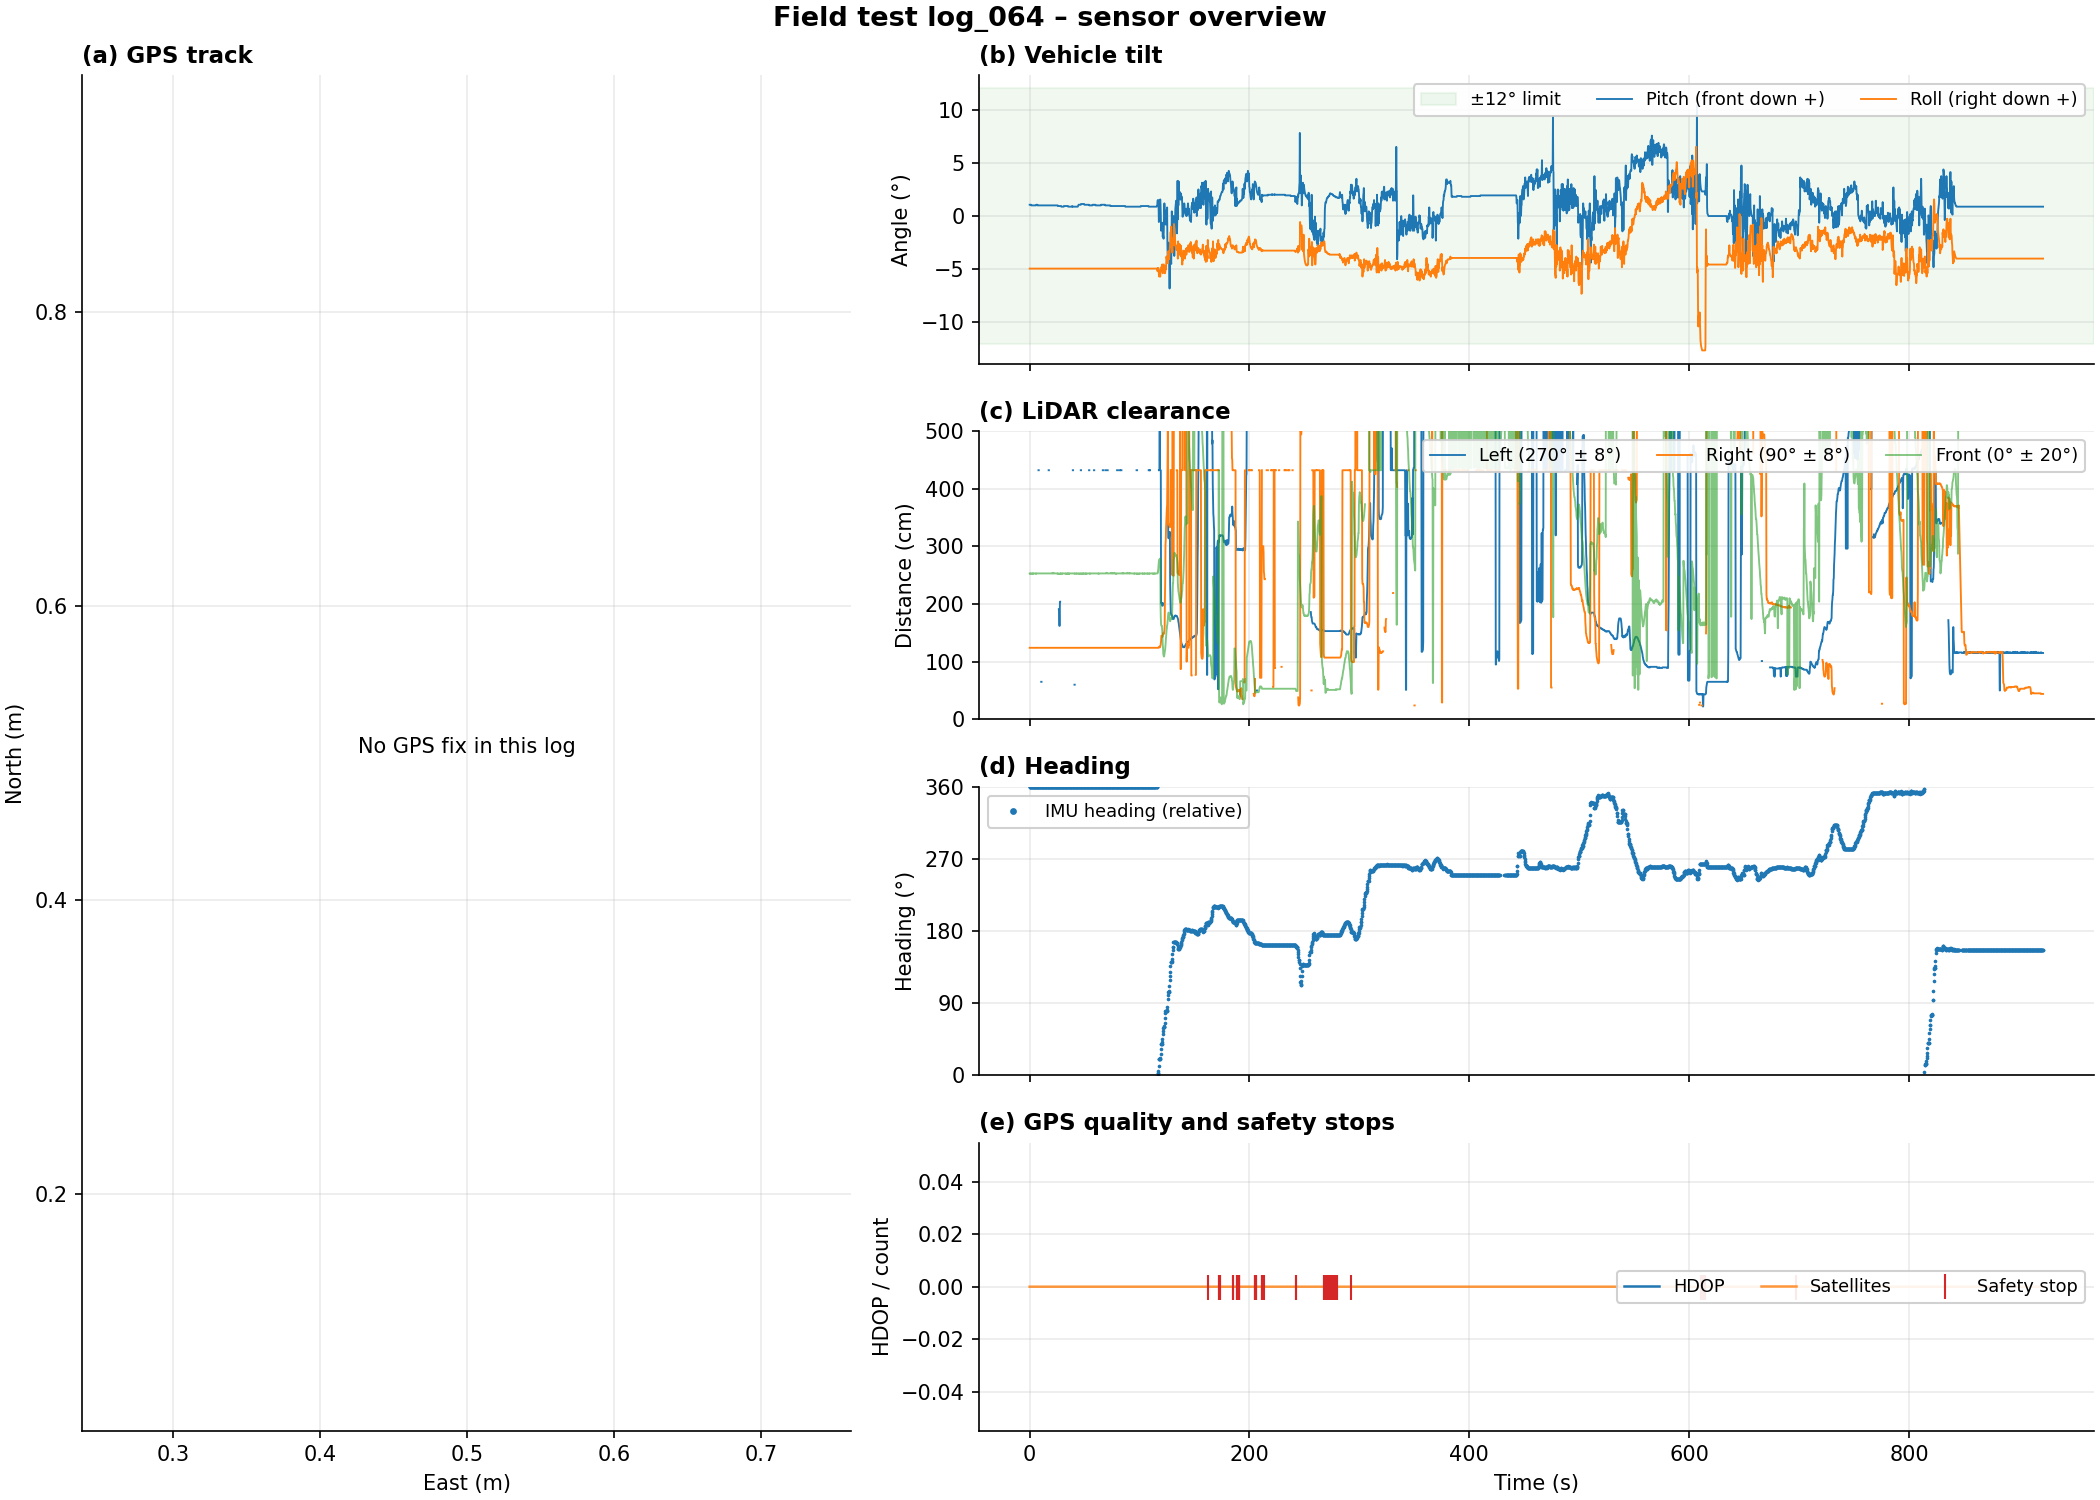 Field test log_064 – sensor overview
(a) GPS track
North (m)
0.8
0.6
0.4
0.2
No GPS fix in this log
0.3 0.4 0.5 0.6 0.7
East (m)
(b) Vehicle tilt
±12° limit Pitch (front down +) Roll (right down +)
Angle (°)
10
5
0
−5
−10
(c) LiDAR clearance
Left (270° ± 8°) Right (90° ± 8°) Front (0° ± 20°)
Distance (cm)
500
400
300
200
100
0
(d) Heading
IMU heading (relative)
Heading (°)
360
270
180
90
0
(e) GPS quality and safety stops
HDOP Satellites Safety stop
HDOP / count
0.04
0.02
0.00
−0.02
−0.04
0 200 400 600 800
Time (s)